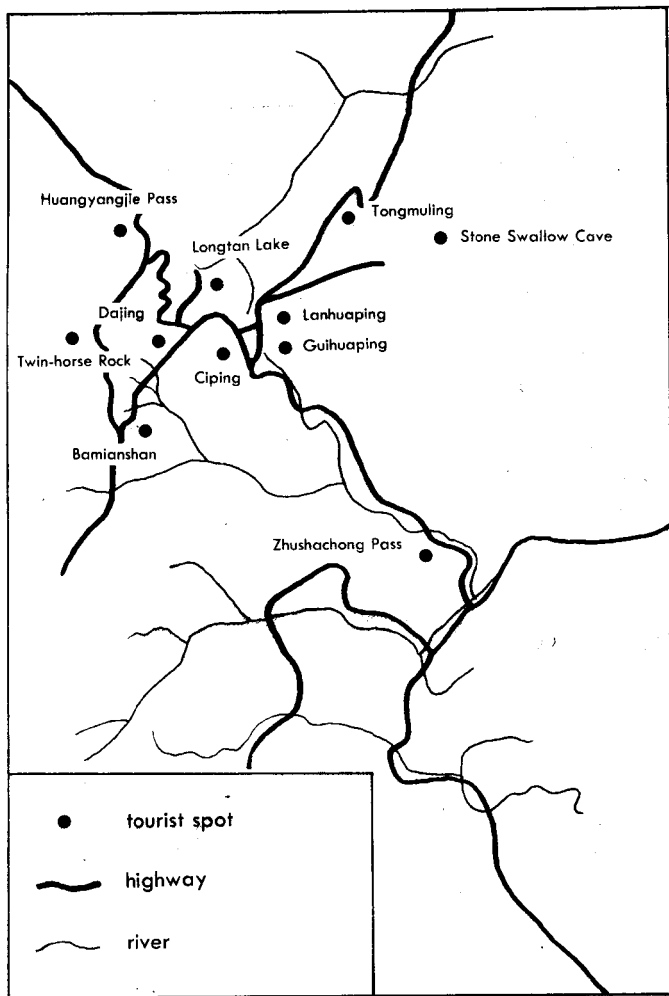 Huangyangjie Pass
Tongmuling
Stone Swallow Cave
Longtan Lake
Dajing
Lanhuaping
Twin-horse Rock
Guihuaping
Ciping
Bamianshan
Zhushachong Pass
tourist spot
highway
river